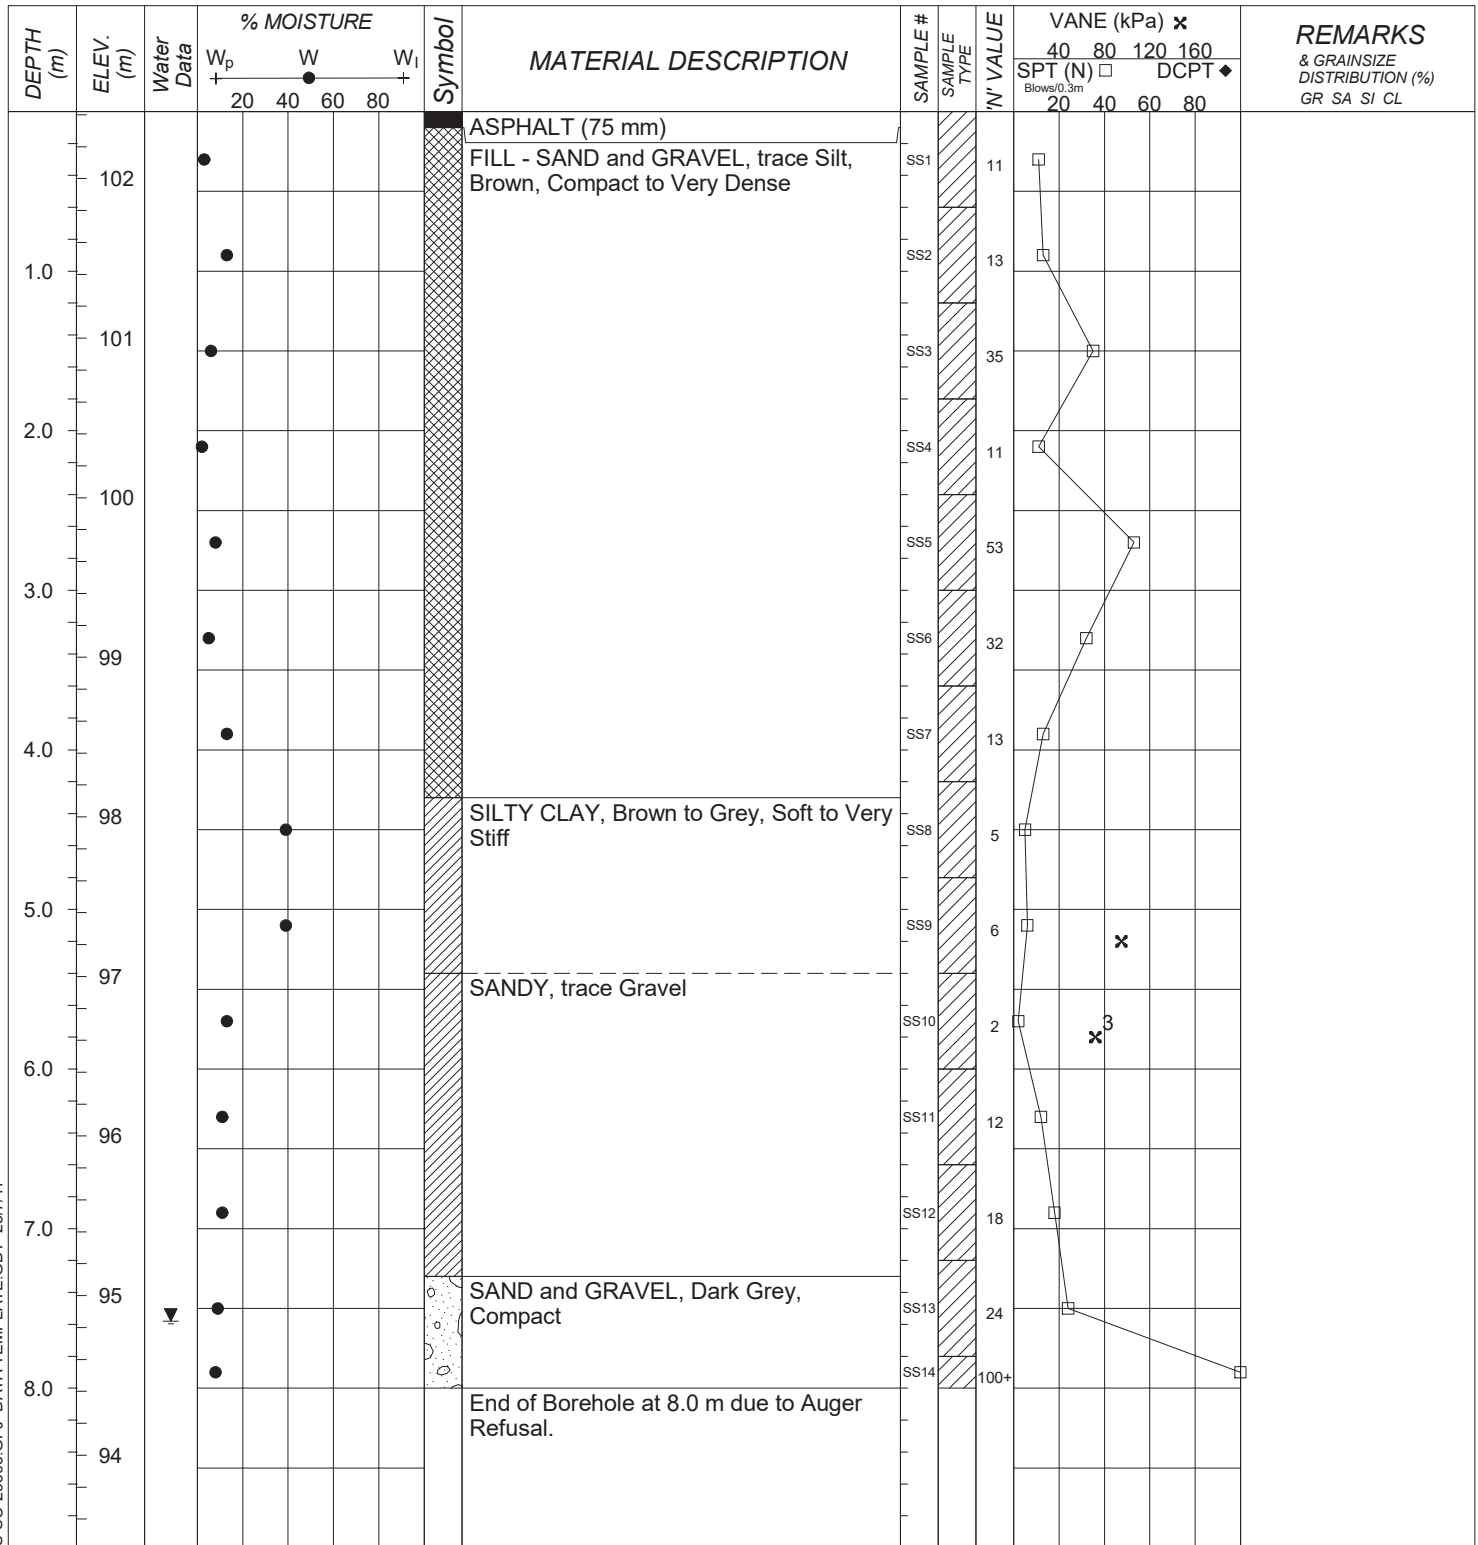 DEPTH (m)
ELEV. (m)
Water Data
% MOISTURE
Wp W Wl
20 40 60 80
Symbol
MATERIAL DESCRIPTION
SAMPLE #
SAMPLE TYPE
'N' VALUE
VANE (kPa)
40 80 120 160
SPT (N) DCPT
Blows/0.3m
20 40 60 80
REMARKS
& GRAINSIZE
DISTRIBUTION (%)
GR SA SI CL
ASPHALT (75 mm)
FILL - SAND and GRAVEL, trace Silt,
Brown, Compact to Very Dense
SS1 11
102
SS2 13
1.0
101
SS3 35
2.0
SS4 11
100
SS5 53
3.0
SS6 32
99
SS7 13
4.0
98
SILTY CLAY, Brown to Grey, Soft to Very
Stiff
SS8 5
5.0
SS9 6
97
SANDY, trace Gravel
SS10 2 3
6.0
SS11 12
96
SS12 18
7.0
95
SAND and GRAVEL, Dark Grey,
Compact
SS13 24
SS14 100+
8.0
End of Borehole at 8.0 m due to Auger
Refusal.
94